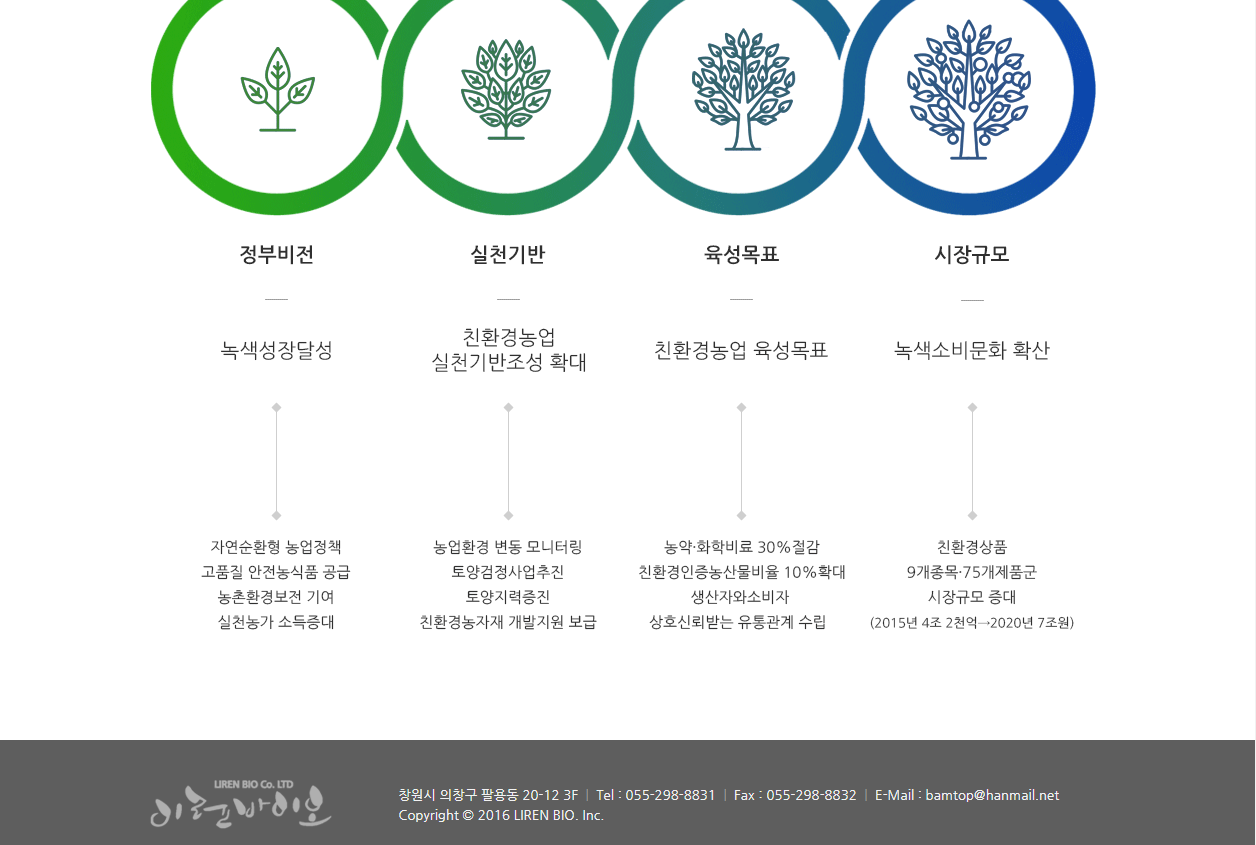 정부비전
녹색성장달성
자연순환형 농업정책
고품질 안전농식품 공급
농촌환경보전 기여
실천농가 소득증대
실천기반
친환경농업
실천기반조성 확대
농업환경 변동 모니터링
토양검정사업추진
토양지력증진
친환경농자재 개발지원 보급
육성목표
친환경농업 육성목표
농약·화학비료 30%절감
친환경인증농산물비율 10%확대
생산자와소비자
상호신뢰받는 유통관계 수립
시장규모
녹색소비문화 확산
친환경상품
9개종목·75개제품군
시장규모 증대
(2015년 4조 2천억→2020년 7조원)
LIREN BIO Co. LTD
이른바이오
창원시 의창구 팔용동 20-12 3F | Tel : 055-298-8831 | Fax : 055-298-8832 | E-Mail : bamtop@hanmail.net
Copyright © 2016 LIREN BIO. Inc.